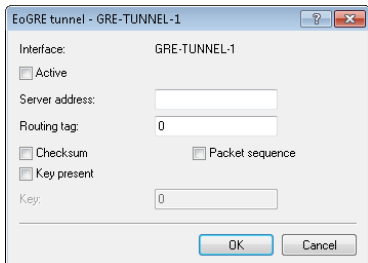 EoGRE tunnel - GRE-TUNNEL-1
Interface: GRE-TUNNEL-1
Active
Server address:
Routing tag: 0
Checksum Packet sequence
Key present
Key: 0
OK Cancel